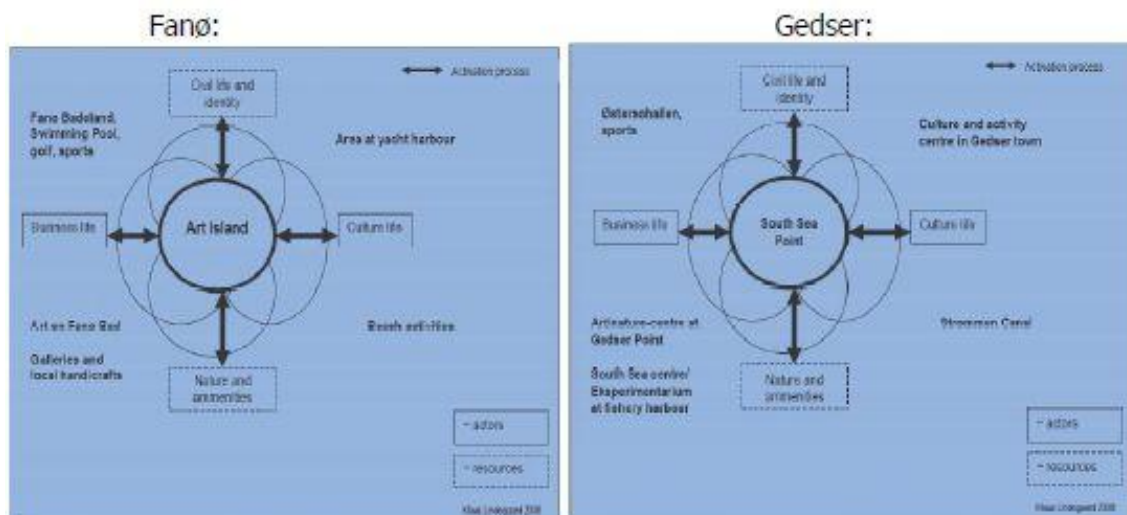 Fanø:
Activation process
Civil life and
identity
Fanø Badeland,
Swimming Pool,
golf, sports
Area at yacht harbour
Business life
Art Island
Culture life
Art on Fanø Bad
Beach activities
Galleries and
local handicrafts
Nature and
ammenities
= actors
= resources
Gedser:
Activation process
Civil life and
identity
sports
Culture and activity
centre in Gedser town
Business life
South Sea
Point
Culture life
centre at
Gedser Point
Canal
South Sea centre/
Eksperimentarium
at fishery harbour
Nature and
ammenities
= actors
= resources